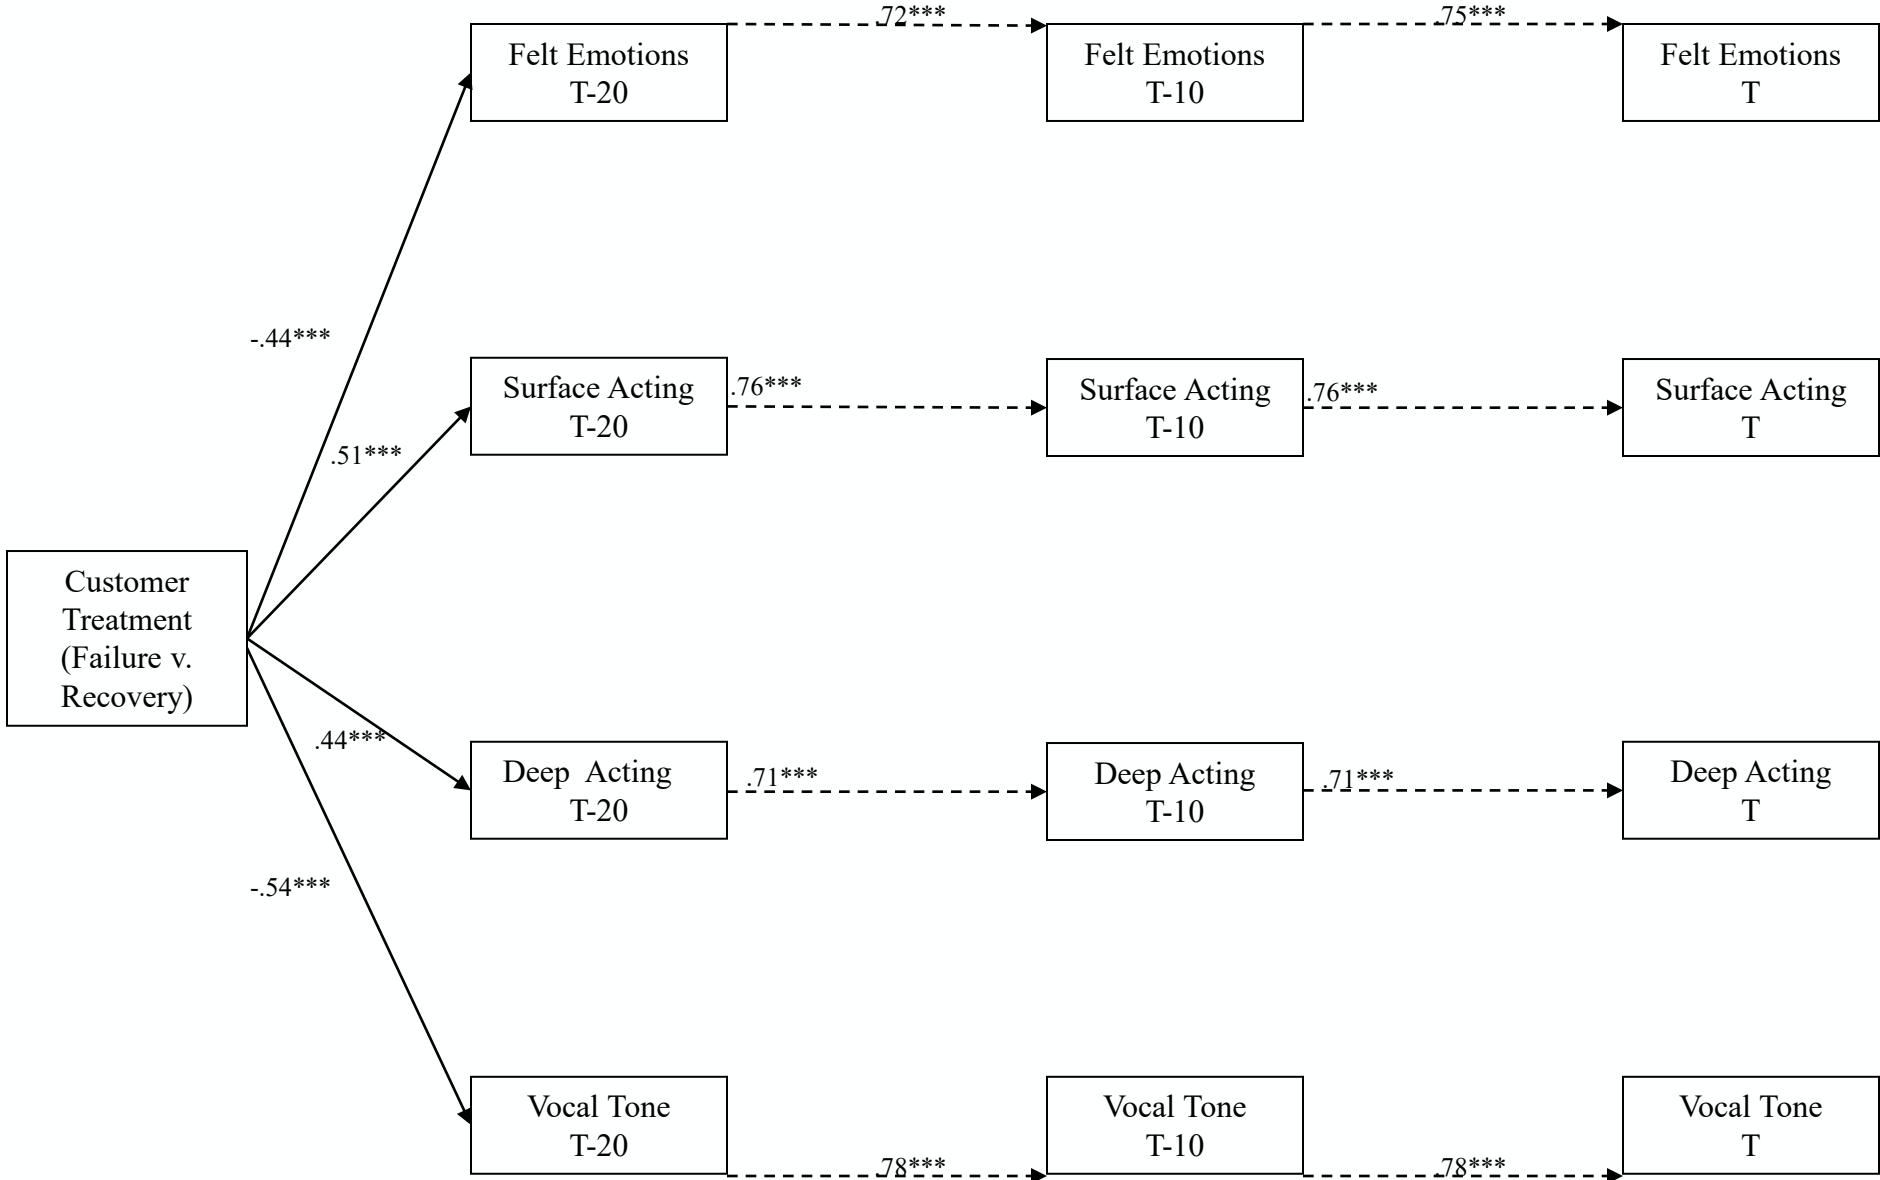 .72***
.75***
Felt Emotions
T-20
Felt Emotions
T-10
Felt Emotions
T
-.44***
Surface Acting
T-20
.76***
Surface Acting
T-10
.76***
Surface Acting
T
.51***
Customer
Treatment
(Failure v.
Recovery)
.44***
Deep  Acting
T-20
.71***
Deep Acting
T-10
.71***
Deep Acting
T
-.54***
Vocal Tone
T-20
Vocal Tone
T-10
Vocal Tone
T
.78***
.78***